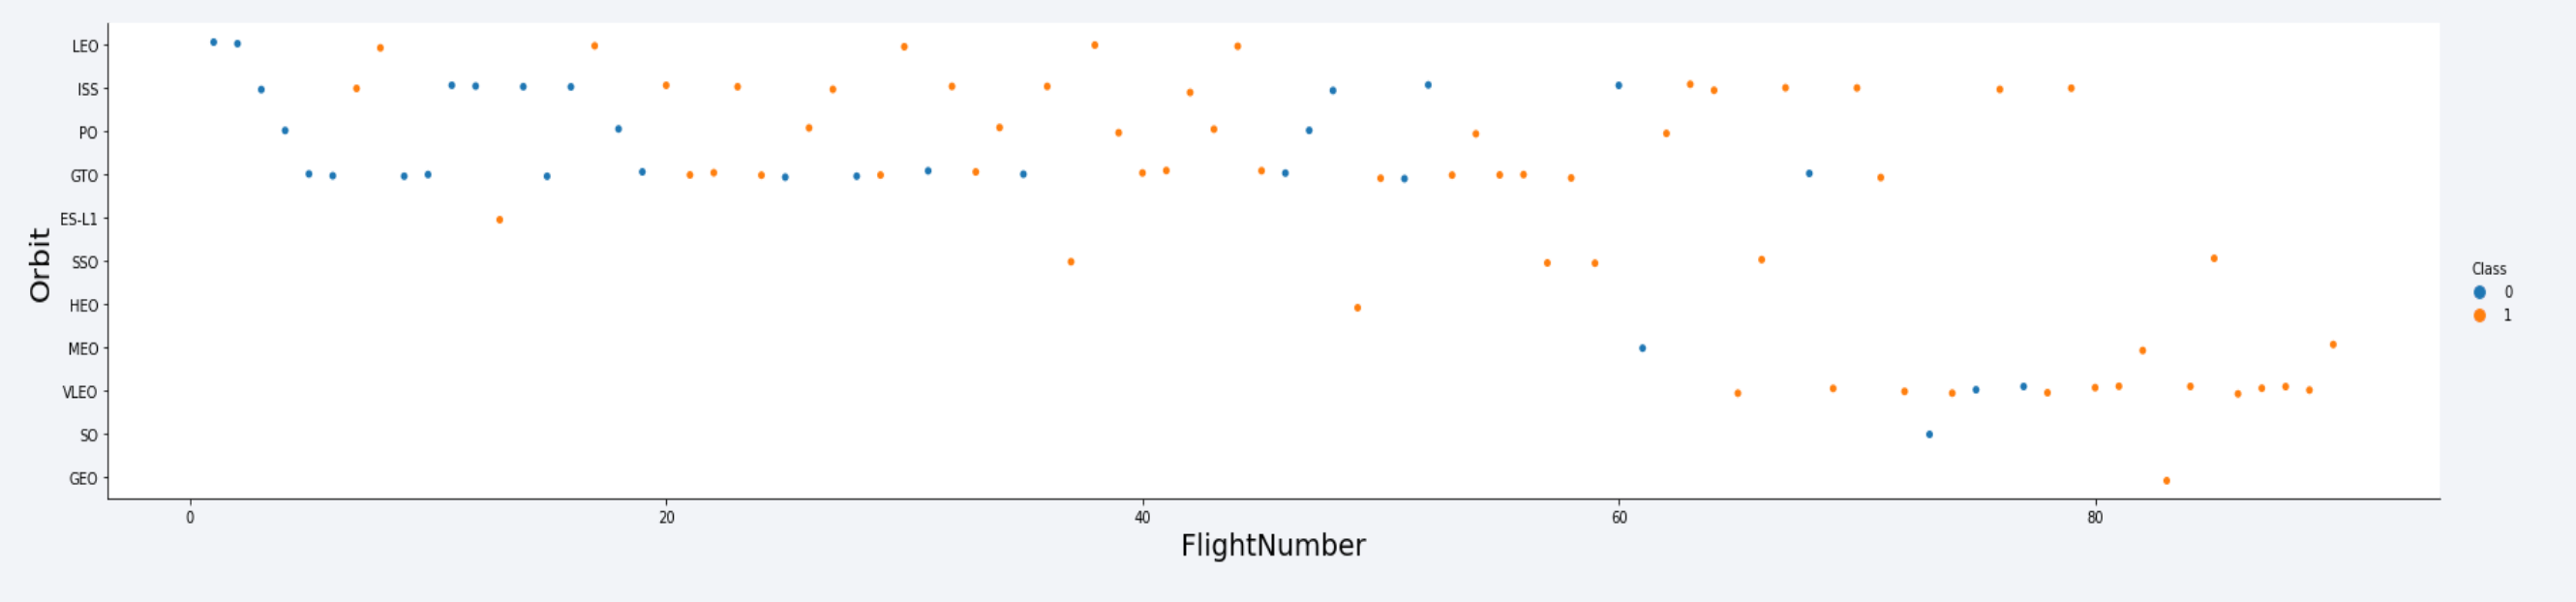 LEO
ISS
PO
GTO
ES-L1
SSO
HEO
MEO
VLEO
SO
GEO
Orbit
0 20 40 60 80
FlightNumber
Class
0
1